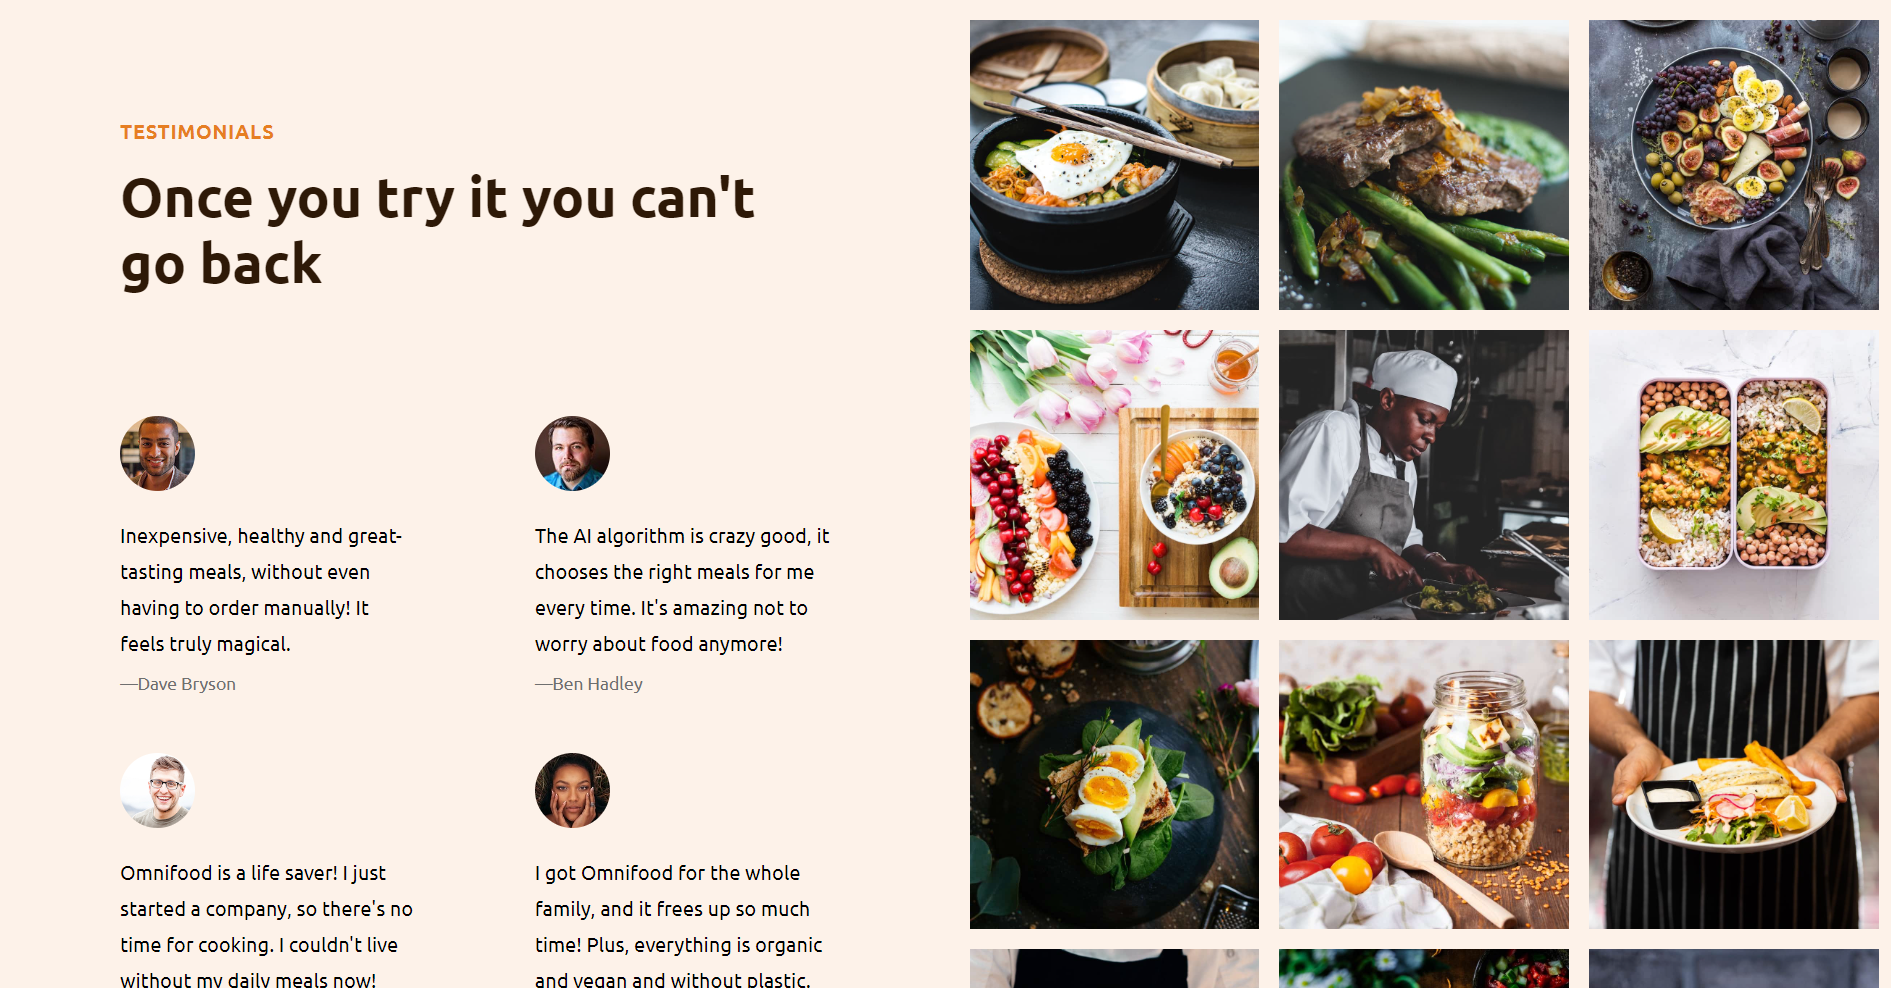 TESTIMONIALS
Once you try it you can't
go back
Inexpensive, healthy and great-
tasting meals, without even
having to order manually! It
feels truly magical.
—Dave Bryson
The AI algorithm is crazy good, it
chooses the right meals for me
every time. It's amazing not to
worry about food anymore!
—Ben Hadley
Omnifood is a life saver! I just
started a company, so there's no
time for cooking. I couldn't live
without my daily meals now!
I got Omnifood for the whole
family, and it frees up so much
time! Plus, everything is organic
and vegan and without plastic.